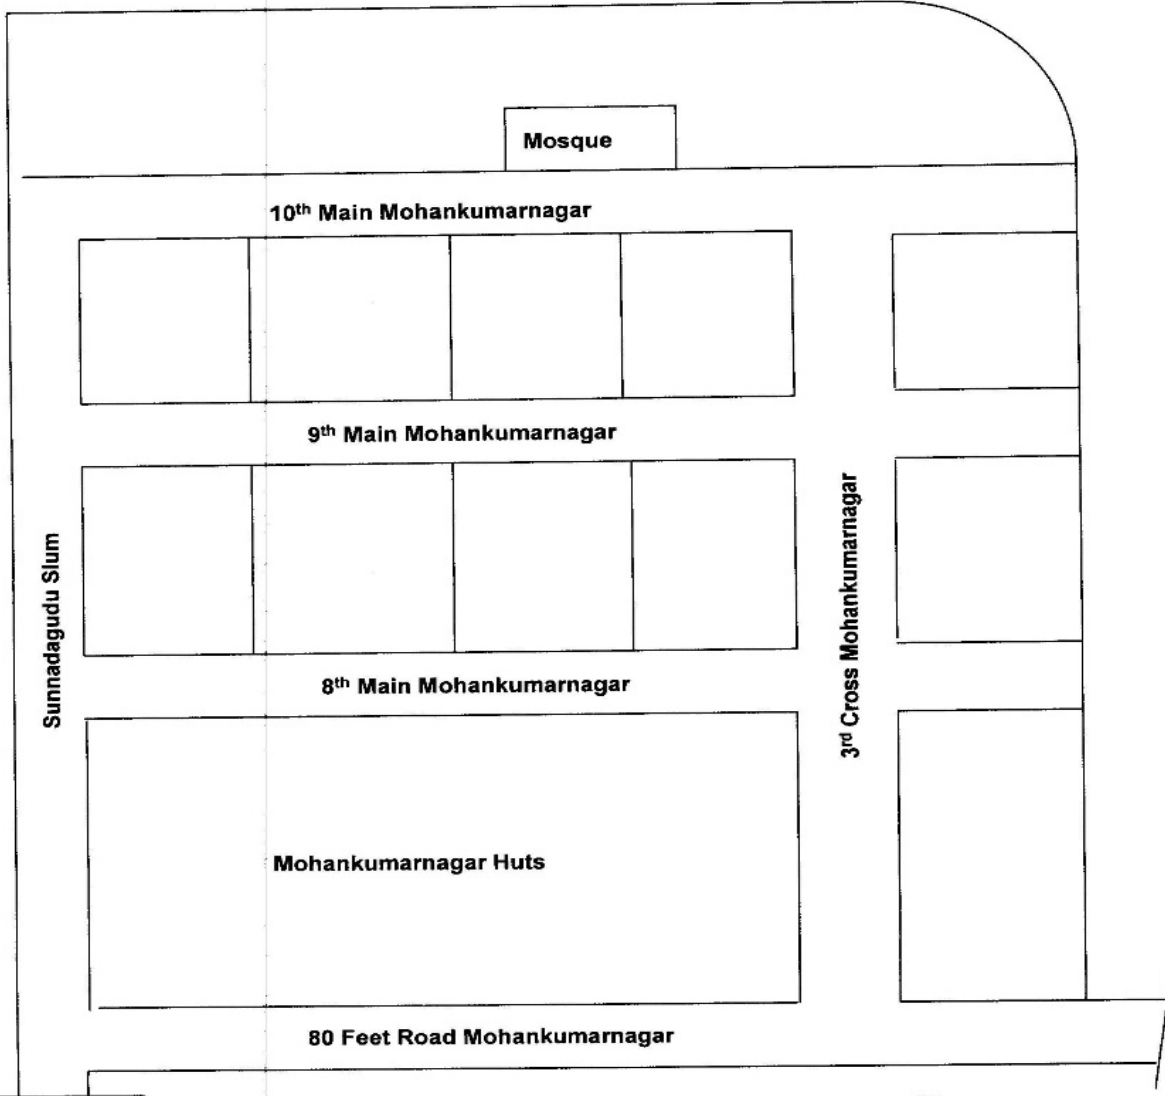 Mosque
10th Main Mohankumarnagar
9th Main Mohankumarnagar
Sunnadagudu Slum
3rd Cross Mohankumarnagar
8th Main Mohankumarnagar
Mohankumarnagar Huts
80 Feet Road Mohankumarnagar